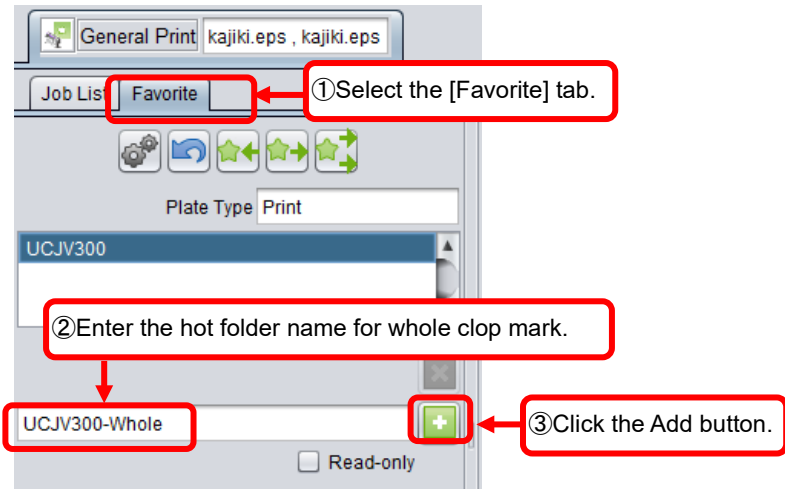 General Print kajiki.eps , kajiki.eps
Job List Favorite
①Select the [Favorite] tab.
Plate Type Print
UCJV300
②Enter the hot folder name for whole clop mark.
UCJV300-Whole
③Click the Add button.
Read-only